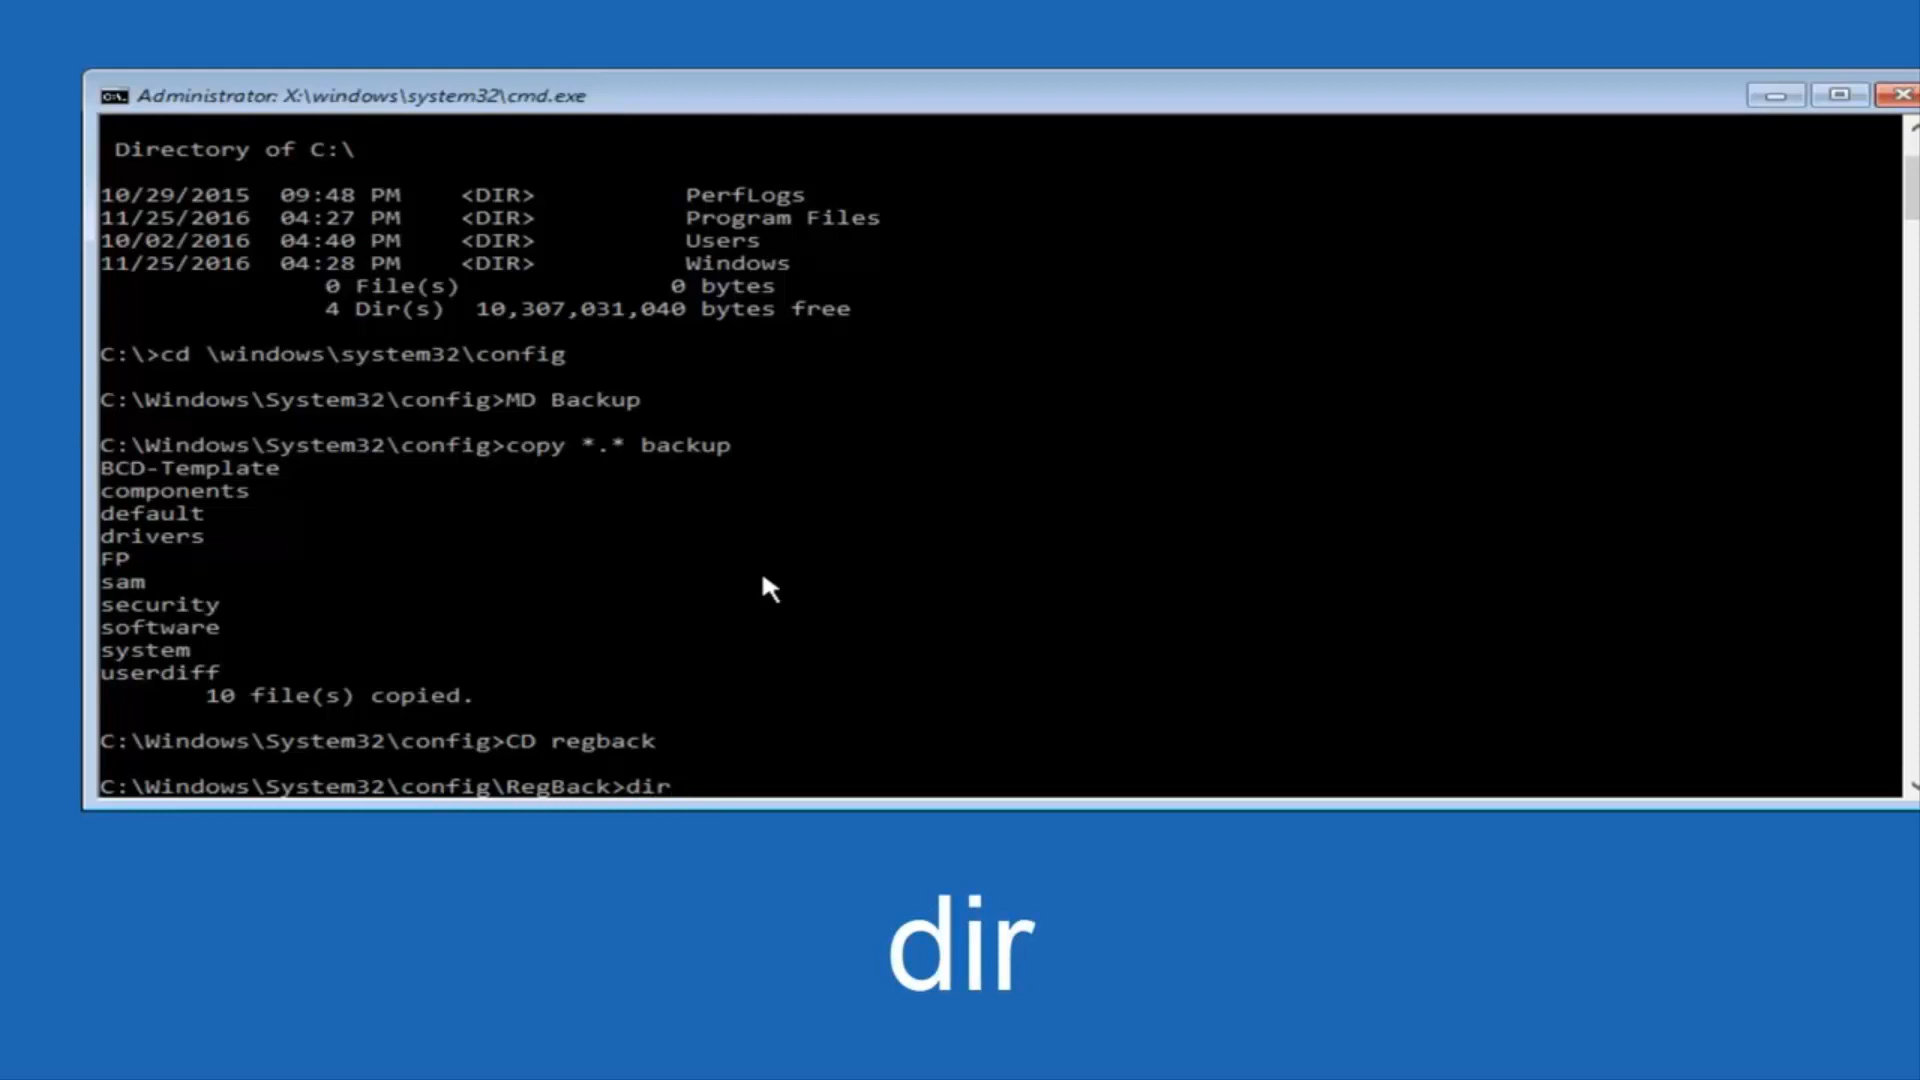 Administrator: X:\windows\system32\cmd.exe
Directory of C:\
10/29/2015 09:48 PM <DIR> PerfLogs
11/25/2016 04:27 PM <DIR> Program Files
10/02/2016 04:40 PM <DIR> Users
11/25/2016 04:28 PM <DIR> Windows
0 File(s) 0 bytes
4 Dir(s) 10,307,031,040 bytes free
C:\>cd \windows\system32\config
C:\Windows\System32\config>MD Backup
C:\Windows\System32\config>copy *.* backup
BCD-Template
components
default
drivers
FP
sam
security
software
system
userdiff
10 file(s) copied.
C:\Windows\System32\config>CD regback
C:\Windows\System32\config\RegBack>dir
dir